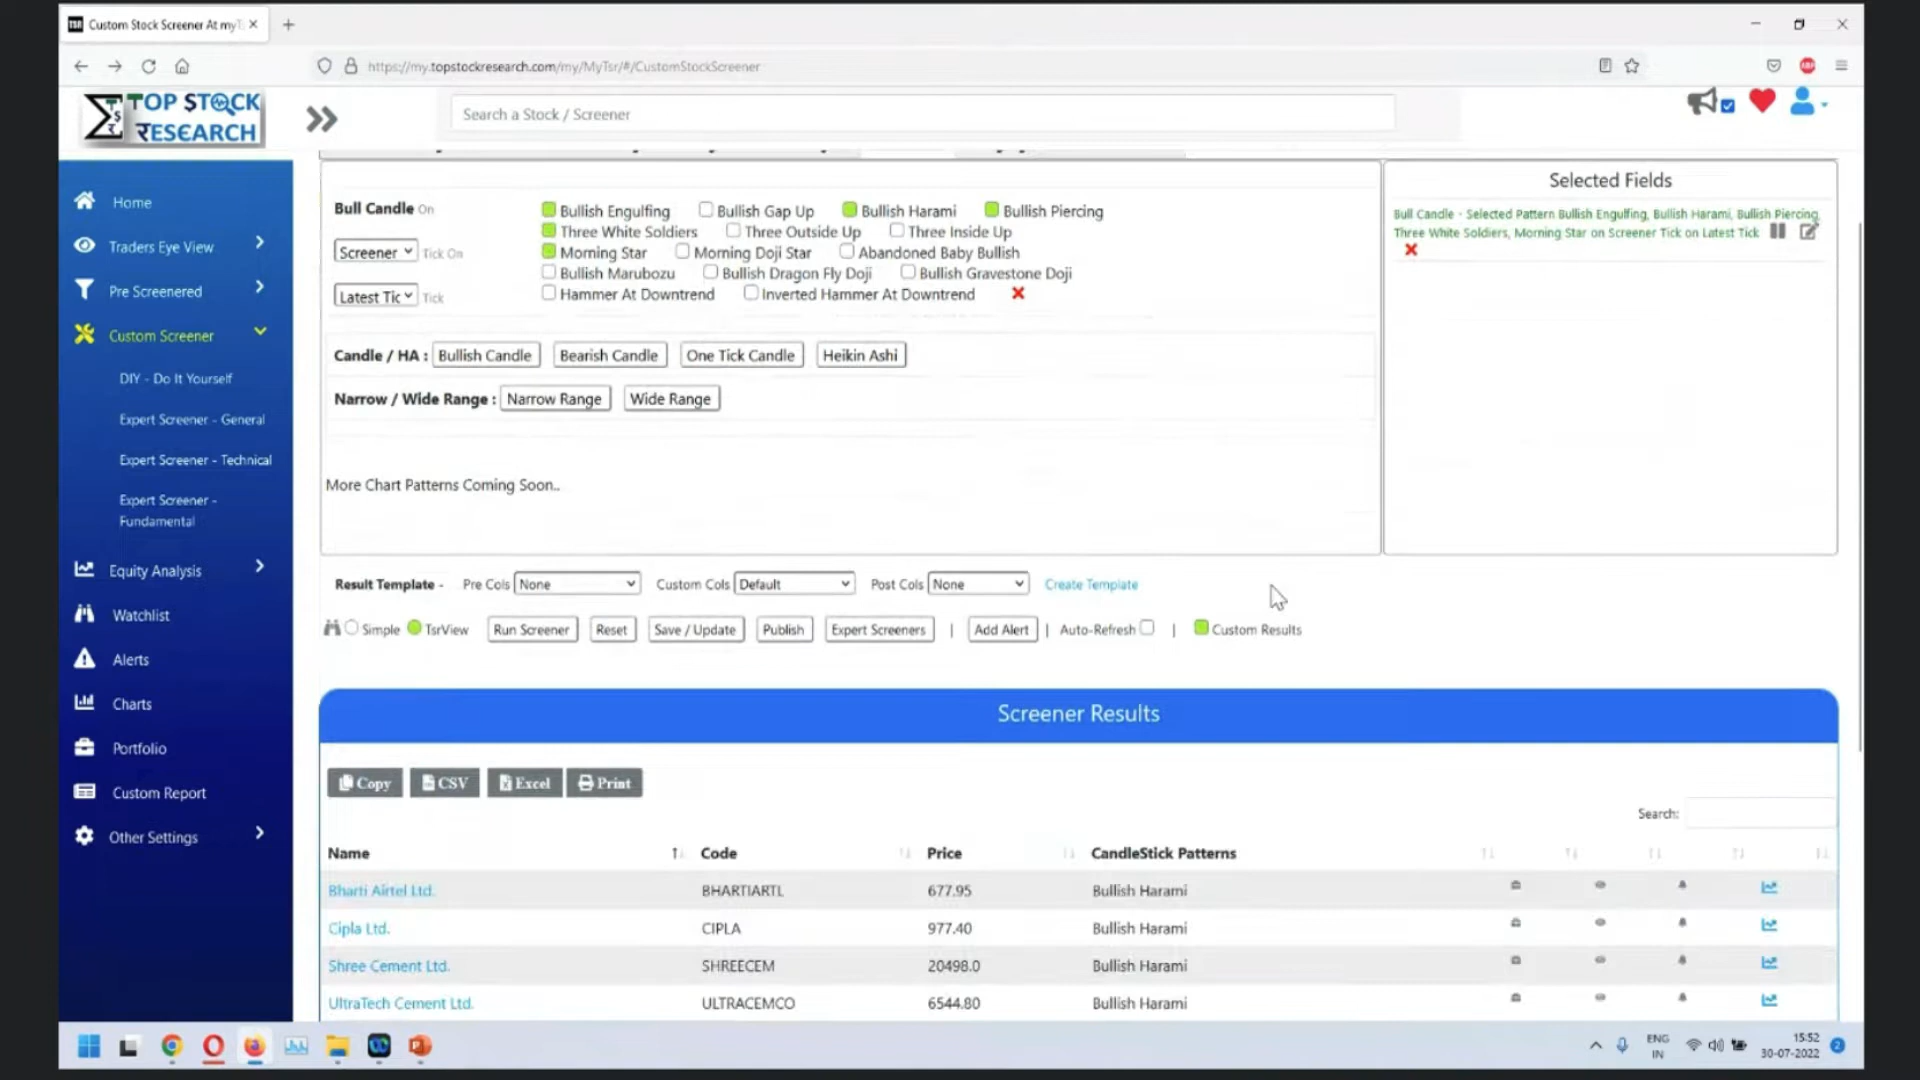 Custom Stock Screener At myT
https://my.topstockresearch.com/my/MyTsr/#/CustomStockScreener
TOP STOCK
RESEARCH
Search a Stock / Screener
Home
Traders Eye View
Pre Screenered
Custom Screener
DIY - Do It Yourself
Expert Screener - General
Expert Screener - Technical
Expert Screener -
Fundamental
Equity Analysis
Watchlist
Alerts
Charts
Portfolio
Custom Report
Other Settings
Bull Candle On
Bullish Engulfing Bullish Gap Up Bullish Harami Bullish Piercing
Three White Soldiers Three Outside Up Three Inside Up
Screener Tick On
Morning Star Morning Doji Star Abandoned Baby Bullish
Bullish Marubozu Bullish Dragon Fly Doji Bullish Gravestone Doji
Latest Tic Tick
Hammer At Downtrend Inverted Hammer At Downtrend
Candle / HA : Bullish Candle Bearish Candle One Tick Candle Heikin Ashi
Narrow / Wide Range : Narrow Range Wide Range
More Chart Patterns Coming Soon..
Selected Fields
Bull Candle - Selected Pattern Bullish Engulfing, Bullish Harami, Bullish Piercing,
Three White Soldiers, Morning Star on Screener Tick on Latest Tick
Result Template - Pre Cols None Custom Cols Default Post Cols None Create Template
Simple TsrView Run Screener Reset Save / Update Publish Expert Screeners | Add Alert | Auto-Refresh | Custom Results
Screener Results
Copy CSV Excel Print
Search:
Name Code Price CandleStick Patterns
Bharti Airtel Ltd. BHARTIARTL 677.95 Bullish Harami
Cipla Ltd. CIPLA 977.40 Bullish Harami
Shree Cement Ltd. SHREECEM 20498.0 Bullish Harami
UltraTech Cement Ltd. ULTRACEMCO 6544.80 Bullish Harami
ENG
IN
15:52
30-07-2022
2